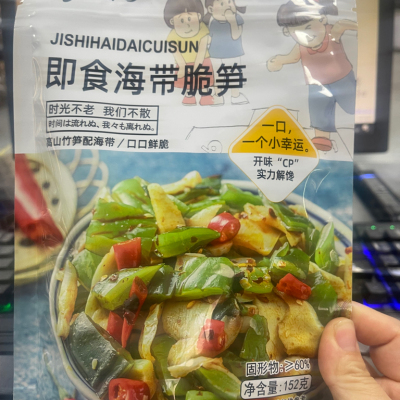 JISHIHAIDAICUISUN
即食海带脆笋
时光不老 我们不散
時间は流れぬ、我々も離れぬ。
高山竹笋配海带/口口鲜脆
一口，
一个小幸运。
开味“CP”
实力解馋
固形物：≥60%
净含量：152克